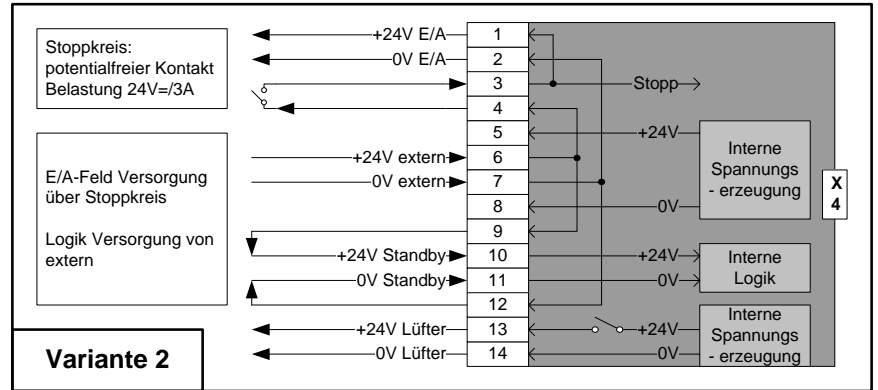 Stoppkreis:
potentialfreier Kontakt
Belastung 24V=/3A
E/A-Feld Versorgung
über Stoppkreis
Logik Versorgung von
extern
Variante 2
+24V E/A
1
0V E/A
2
3
Stopp
4
5
+24V
+24V extern
6
0V extern
7
8
0V
9
+24V Standby
10
+24V
0V Standby
11
0V
12
+24V Lüfter
13
+24V
0V Lüfter
14
0V
Interne
Spannungs
- erzeugung
Interne
Logik
Interne
Spannungs
- erzeugung
X
4